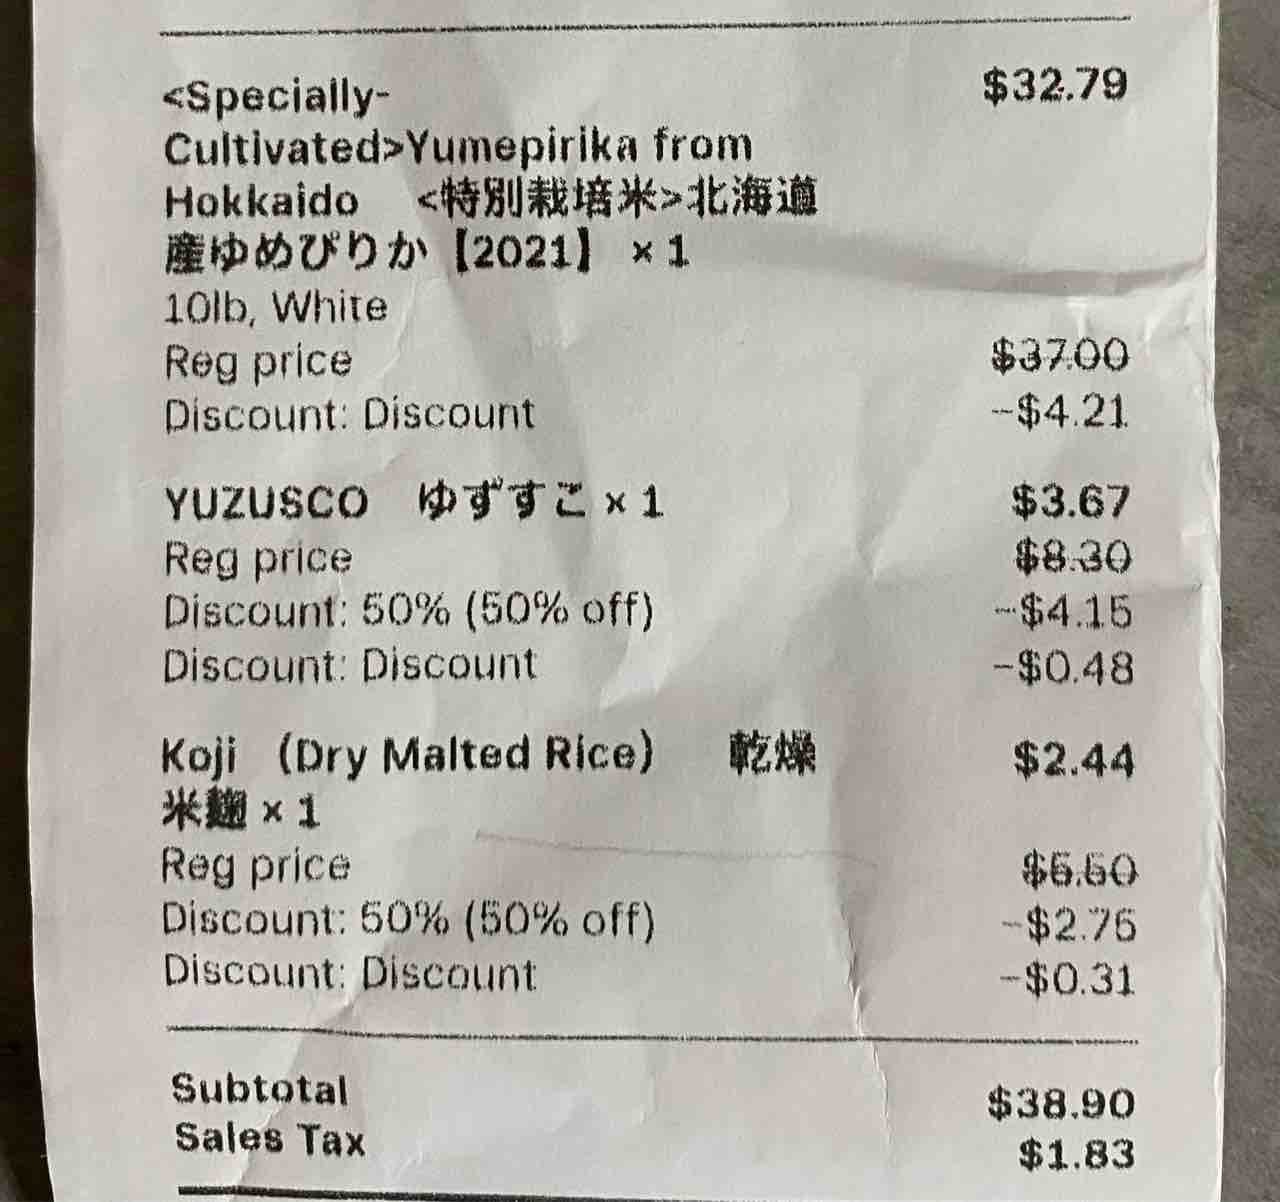 <Specially-
$32.79
Cultivated>Yumepirika from
Hokkaido <特別栽培米>北海道
産ゆめぴりか【2021】 × 1
10lb, White
Reg price $37.00
Discount: Discount -$4.21
YUZUSCO ゆずすこ × 1 $3.67
Reg price $8.30
Discount: 50% (50% off) -$4.15
Discount: Discount -$0.48
Koji (Dry Malted Rice) 乾燥 $2.44
米麹 × 1
Reg price $5.50
Discount: 50% (50% off) -$2.75
Discount: Discount -$0.31
Subtotal $38.90
Sales Tax $1.83